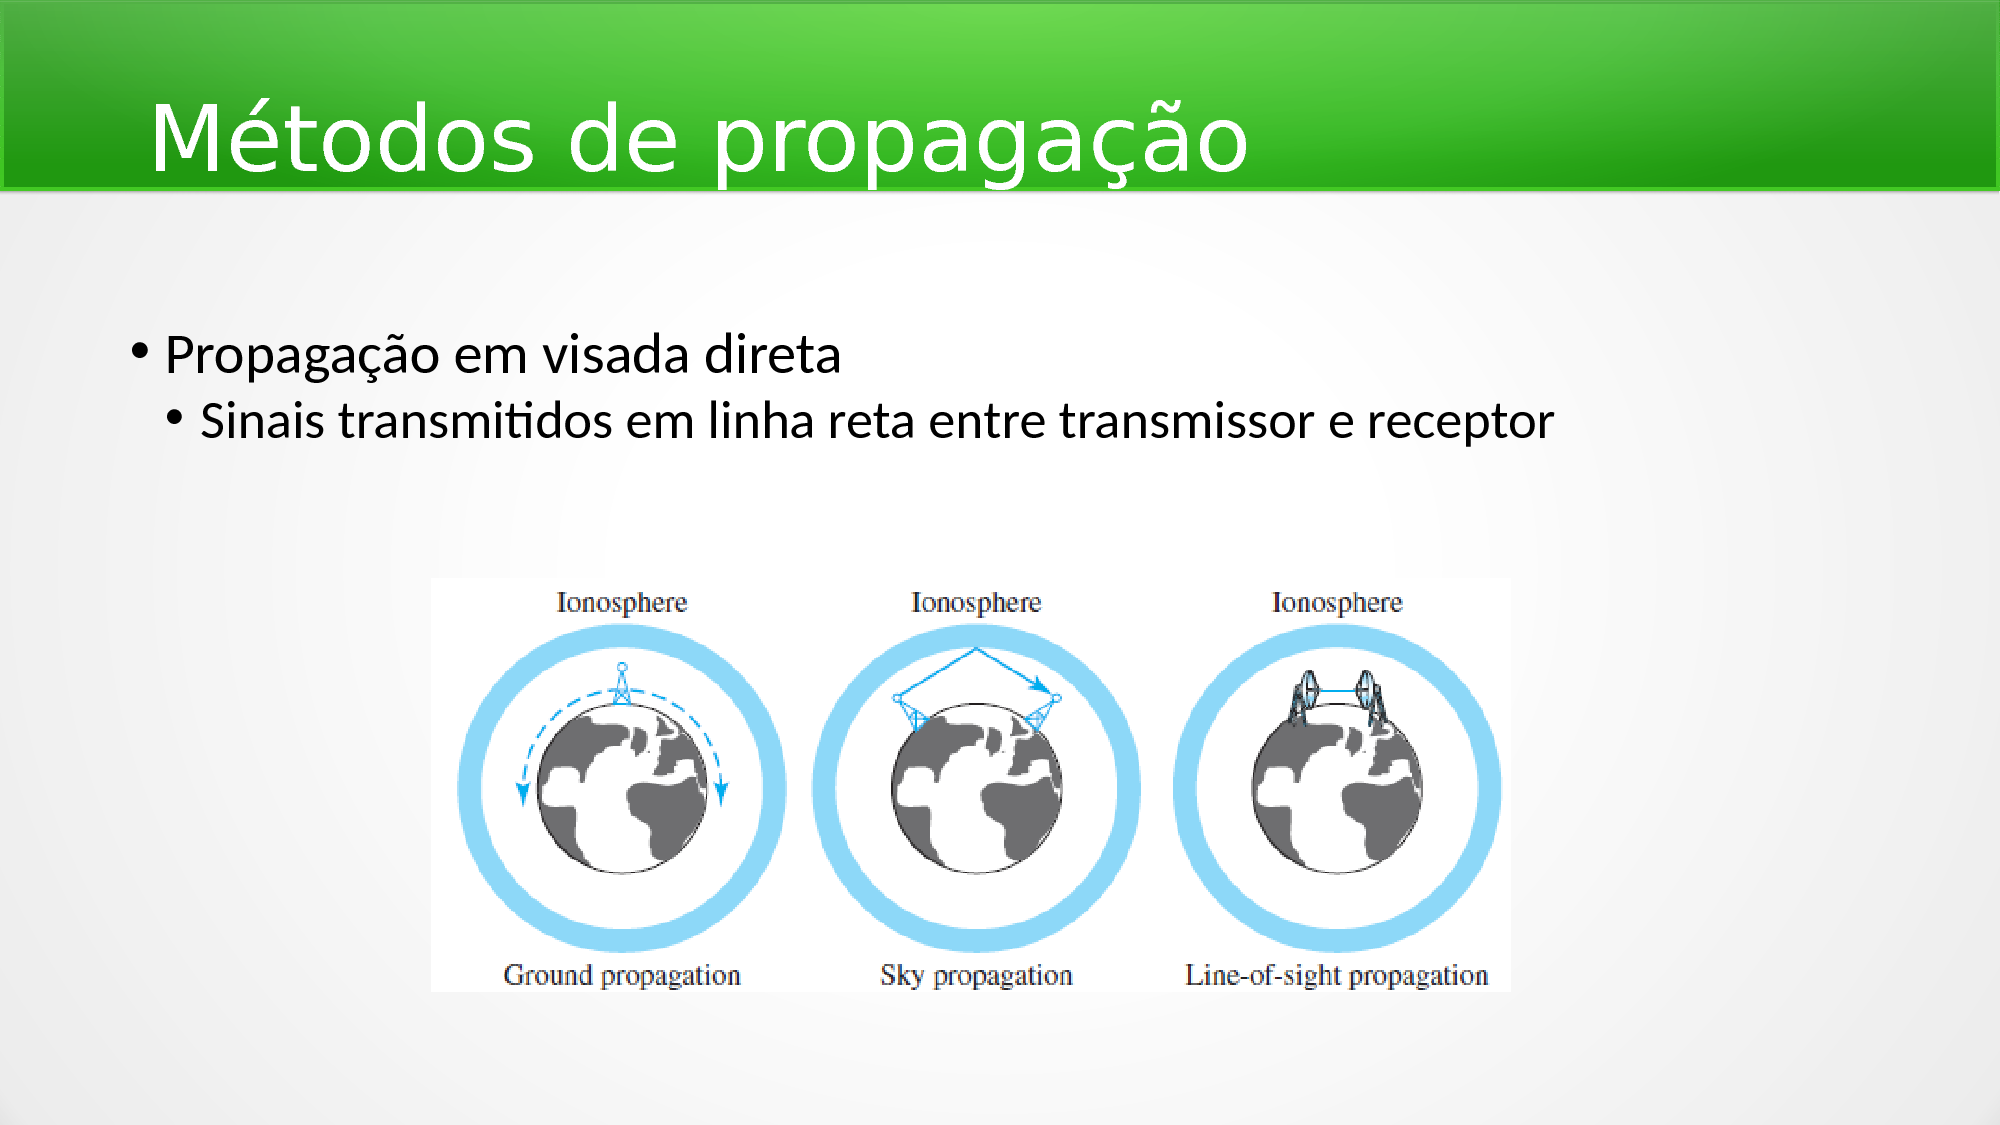 Métodos de propagação
• Propagação em visada direta
• Sinais transmitidos em linha reta entre transmissor e receptor
Ionosphere Ionosphere Ionosphere
Ground propagation Sky propagation Line-of-sight propagation